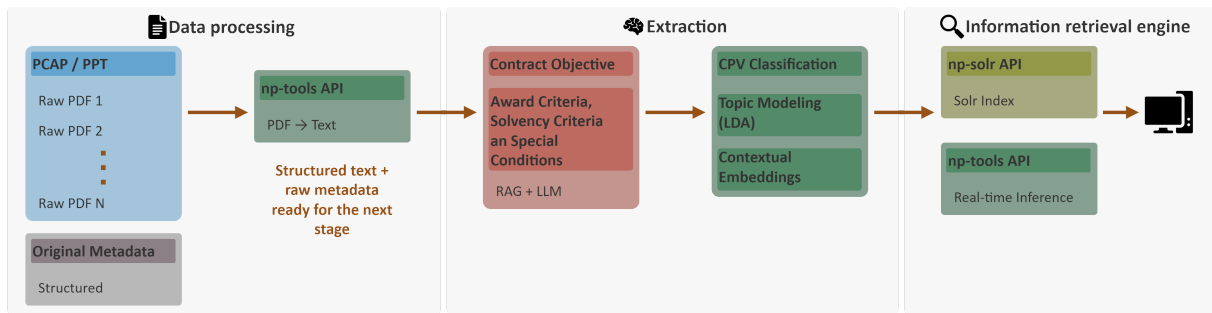 Data processing
PCAP / PPT
Raw PDF 1
Raw PDF 2
Raw PDF N
Original Metadata
Structured
np-tools API
PDF → Text
Structured text +
raw metadata
ready for the next
stage
Extraction
Contract Objective
Award Criteria,
Solvency Criteria
an Special
Conditions
RAG + LLM
CPV Classification
Topic Modeling
(LDA)
Contextual
Embeddings
Information retrieval engine
np-solr API
Solr Index
np-tools API
Real-time Inference